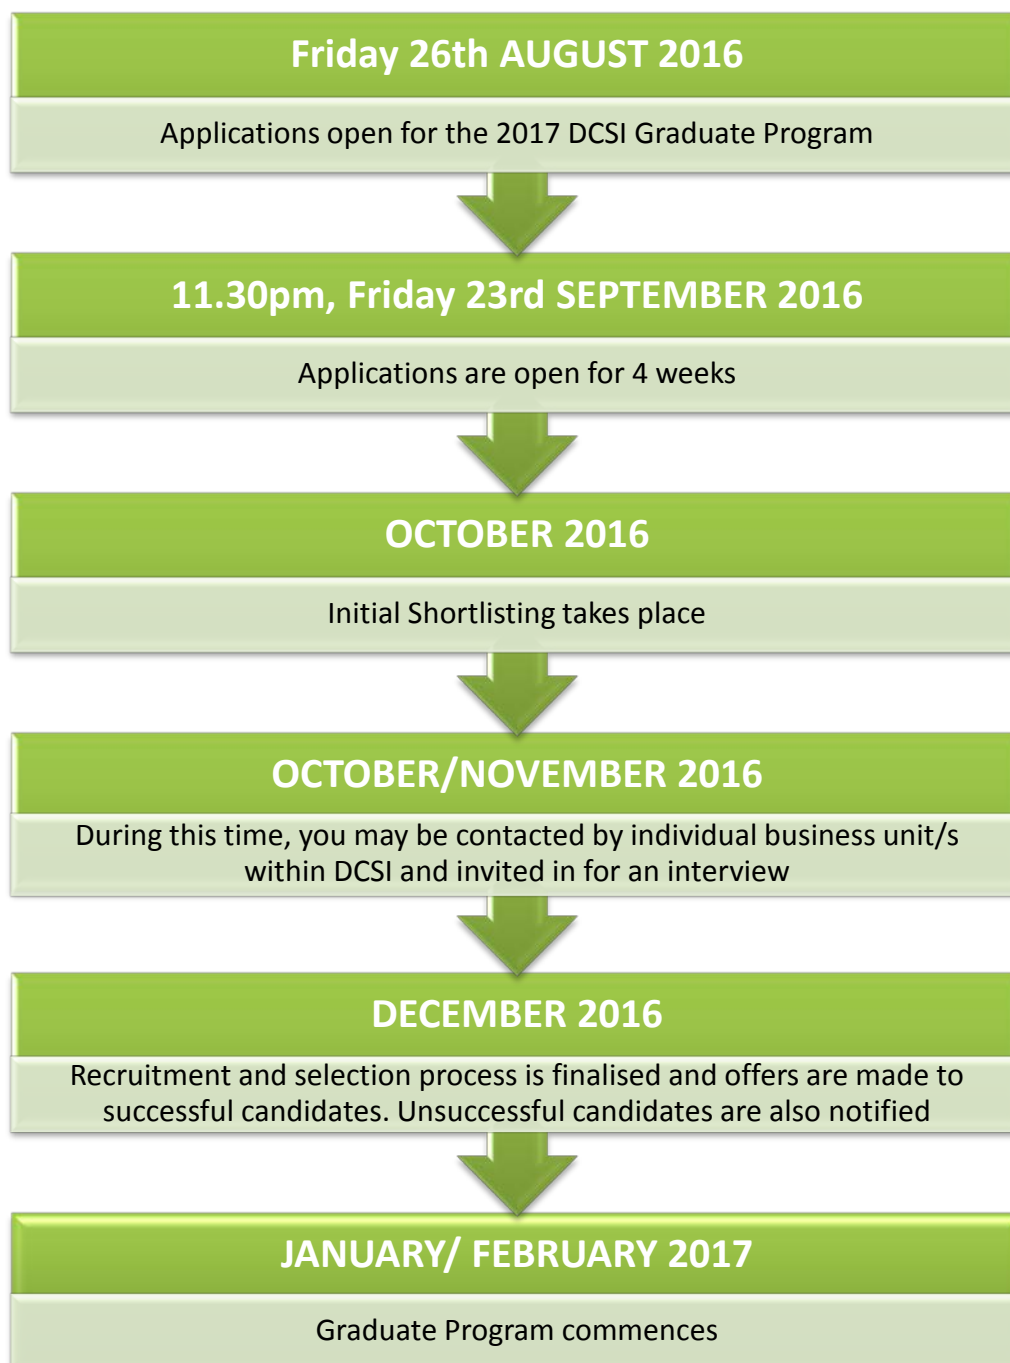 Friday 26th AUGUST 2016
Applications open for the 2017 DCSI Graduate Program
11.30pm, Friday 23rd SEPTEMBER 2016
Applications are open for 4 weeks
OCTOBER 2016
Initial Shortlisting takes place
OCTOBER/NOVEMBER 2016
During this time, you may be contacted by individual business unit/s
within DCSI and invited in for an interview
DECEMBER 2016
Recruitment and selection process is finalised and offers are made to
successful candidates. Unsuccessful candidates are also notified
JANUARY/ FEBRUARY 2017
Graduate Program commences